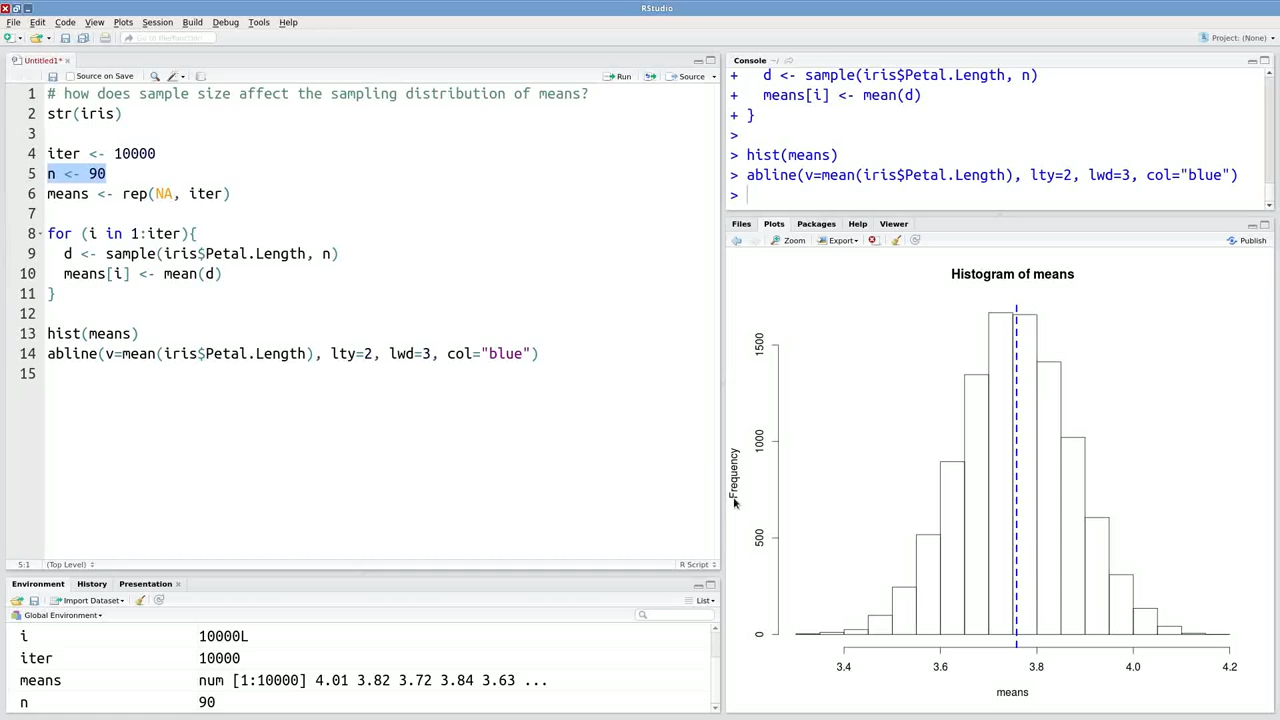 RStudio
File Edit Code View Plots Session Build Debug Tools Help
Go to file/function
Project: (None)
Untitled1*
Source on Save
Run
Source
1 # how does sample size affect the sampling distribution of means?
2 str(iris)
3
4 iter <- 10000
5 n <- 90
6 means <- rep(NA, iter)
7
8 for (i in 1:iter){
9   d <- sample(iris$Petal.Length, n)
10   means[i] <- mean(d)
11 }
12
13 hist(means)
14 abline(v=mean(iris$Petal.Length), lty=2, lwd=3, col="blue")
15
5:1 (Top Level) R Script
Environment History Presentation
Import Dataset List
Global Environment
i 10000L
iter 10000
means num [1:10000] 4.01 3.82 3.72 3.84 3.63 ...
n 90
Console ~/
+   d <- sample(iris$Petal.Length, n)
+   means[i] <- mean(d)
+ }
>
> hist(means)
> abline(v=mean(iris$Petal.Length), lty=2, lwd=3, col="blue")
>
Files Plots Packages Help Viewer
Zoom Export Publish
Histogram of means
Frequency
1500
1000
500
0
3.4 3.6 3.8 4.0 4.2
means